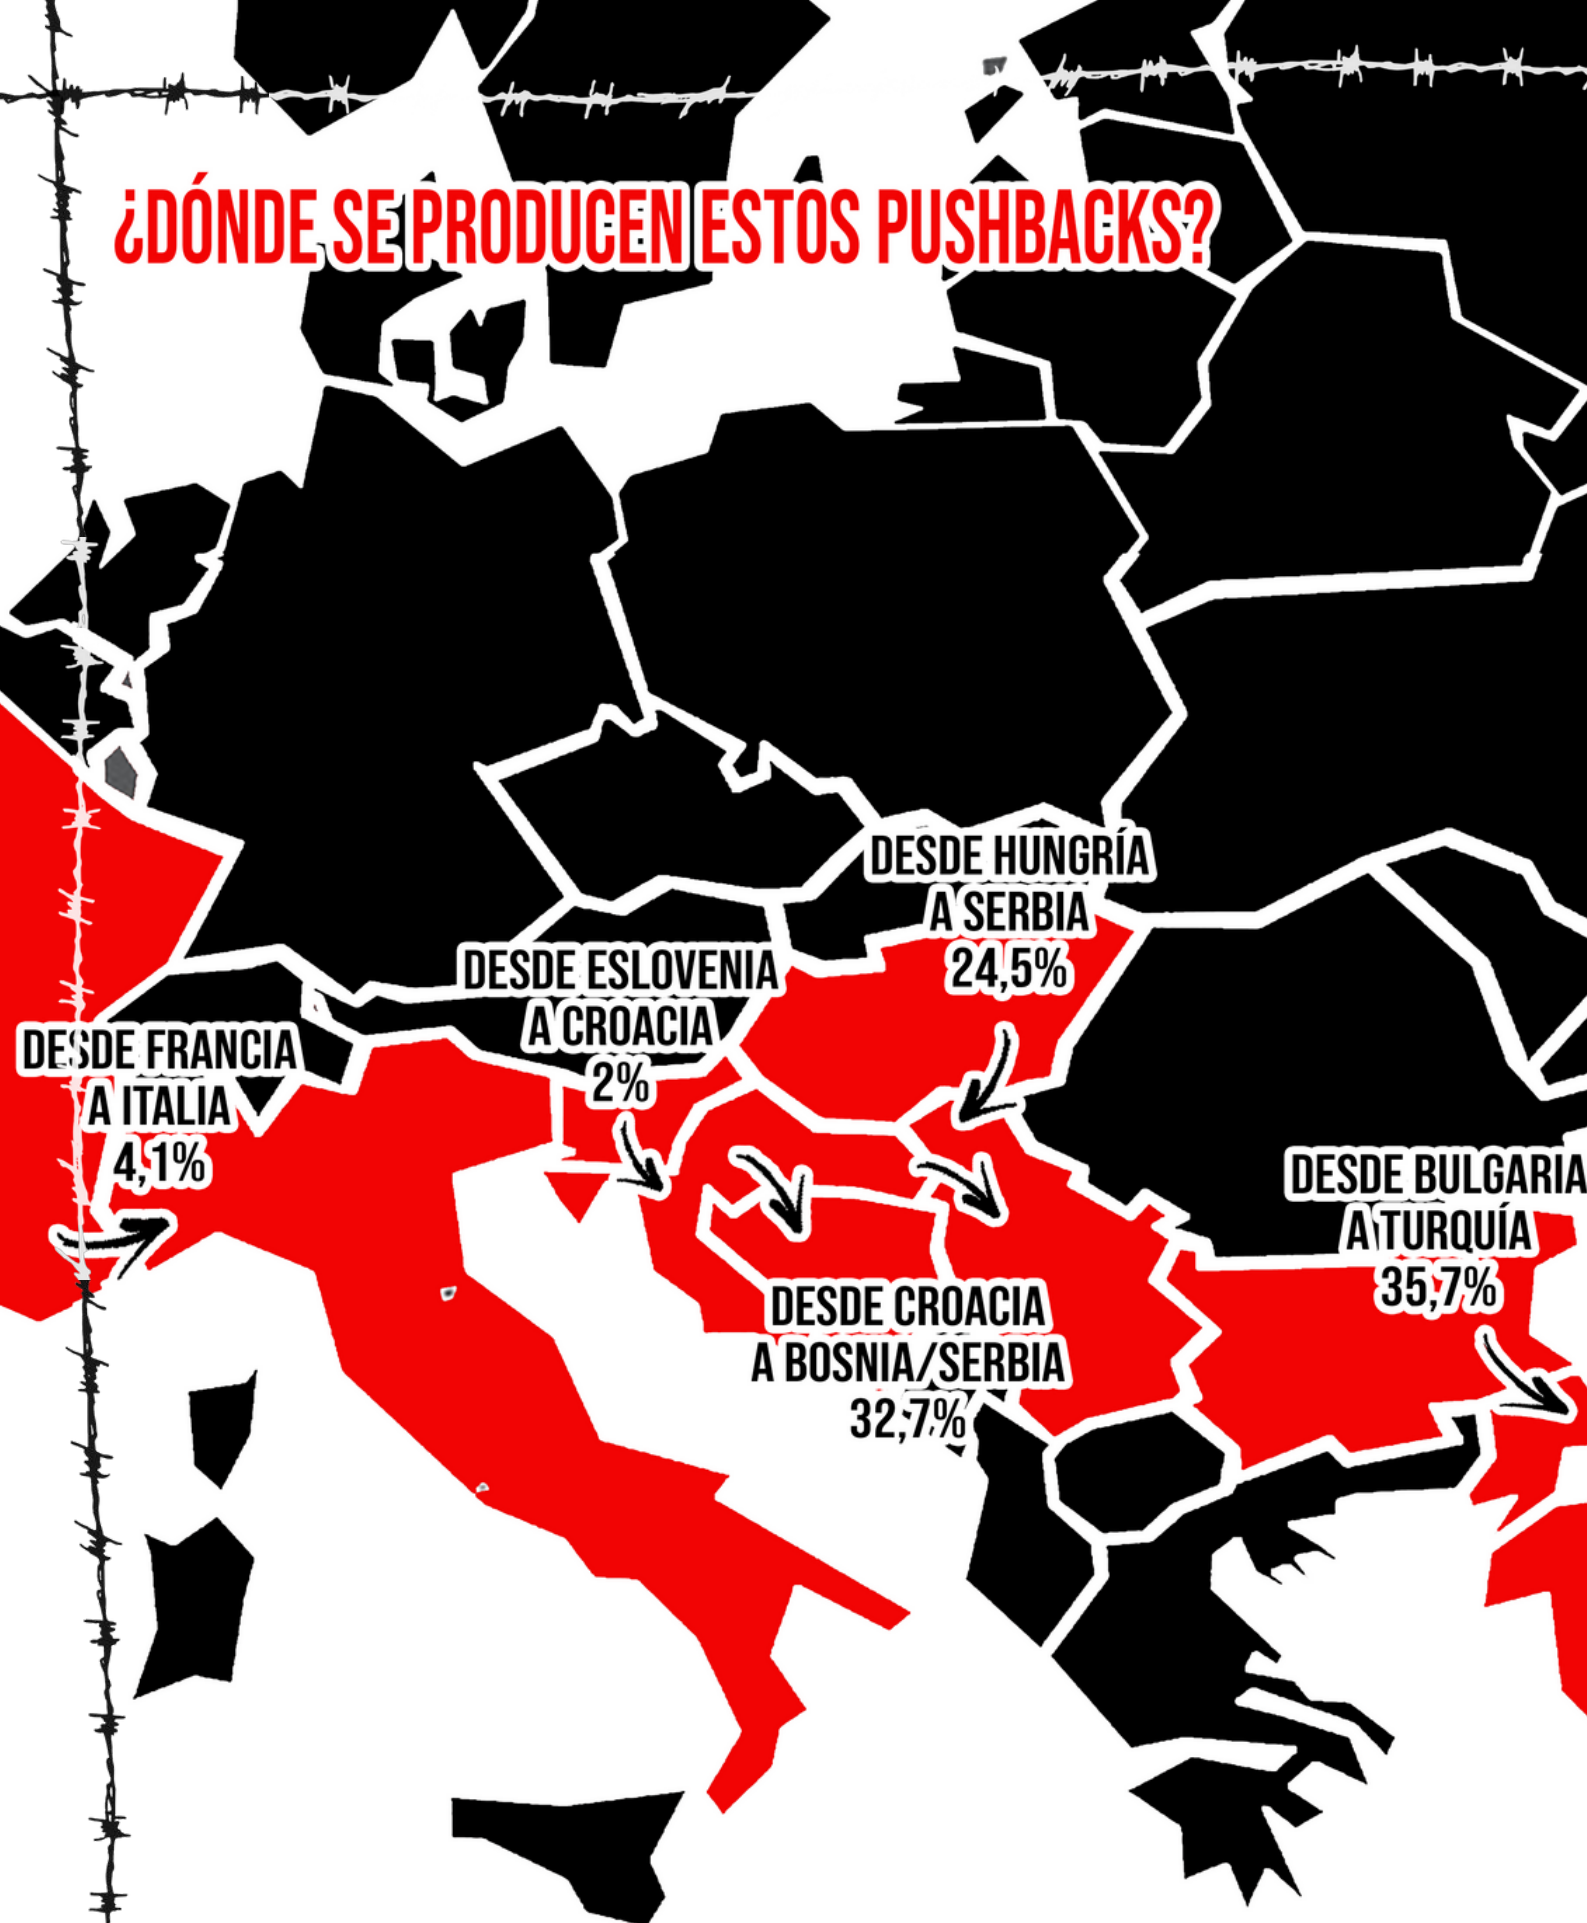 ¿DÓNDE SE PRODUCEN ESTOS PUSHBACKS?
DESDE HUNGRÍA
A SERBIA
24,5%
DESDE ESLOVENIA
A CROACIA
2%
DESDE FRANCIA
A ITALIA
4,1%
DESDE BULGARIA
A TURQUÍA
35,7%
DESDE CROACIA
A BOSNIA/SERBIA
32,7%